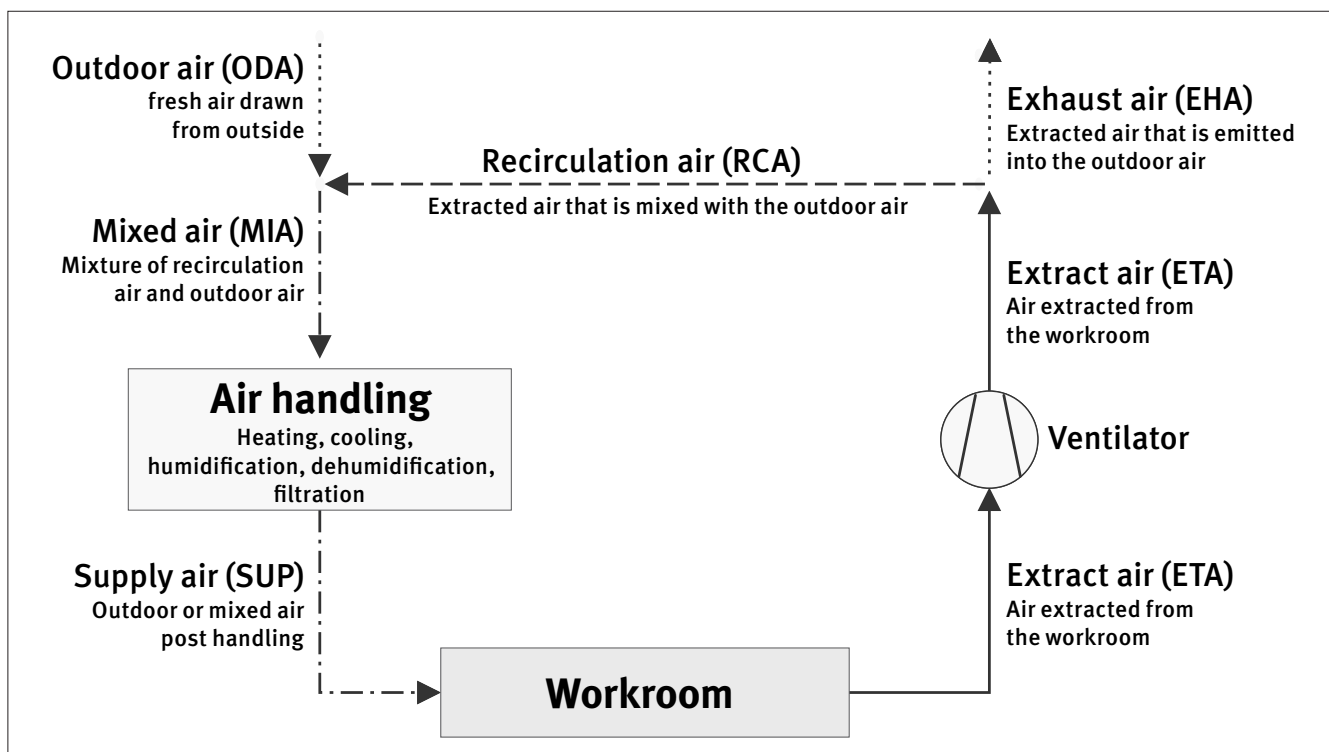 Outdoor air (ODA)
fresh air drawn
from outside
Exhaust air (EHA)
Extracted air that is emitted
into the outdoor air
Recirculation air (RCA)
Extracted air that is mixed with the outdoor air
Mixed air (MIA)
Mixture of recirculation
air and outdoor air
Extract air (ETA)
Air extracted from
the workroom
Air handling
Heating, cooling,
humidification, dehumidification,
filtration
Ventilator
Supply air (SUP)
Outdoor or mixed air
post handling
Extract air (ETA)
Air extracted from
the workroom
Workroom